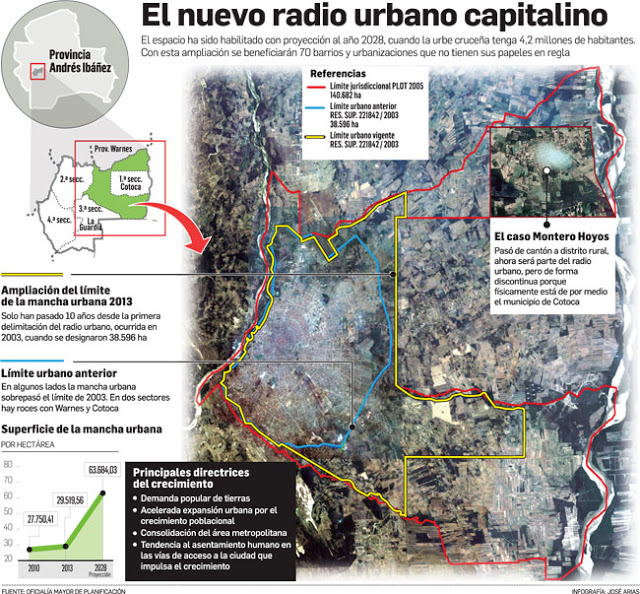 El nuevo radio urbano capitalino
El espacio ha sido habilitado con proyección al año 2028, cuando la urbe cruceña tenga 4,2 millones de habitantes.
Con esta ampliación se beneficiarán 70 barrios y urbanizaciones que no tienen sus papeles en regla
Provincia
Andrés Ibáñez
Prov. Warnes
2.ª secc.
1.ª secc.
Cotoca
3.ª secc.
La
Guardia
4.ª secc.
Referencias
Límite jurisdiccional PLOT 2005
140.682 ha
Límite urbano anterior
RES. SUP. 221842 / 2003
38.596 ha
Límite urbano vigente
RES. SUP. 221842 / 2003
El caso Montero Hoyos
Pasó de cantón a distrito rural,
ahora será parte del radio
urbano, pero de forma
discontinua porque
físicamente está de por medio
el municipio de Cotoca
Ampliación del límite
de la mancha urbana 2013
Solo han pasado 10 años desde la primera
delimitación del radio urbano, ocurrida en
2003, cuando se designaron 38.596 ha
Límite urbano anterior
En algunos lados la mancha urbana
sobrepasó el límite de 2003. En dos sectores
hay roces con Warnes y Cotoca
Superficie de la mancha urbana
POR HECTÁREA
80
70
60
50
40
30
20
27.750,41
29.519,56
63.684,03
2010
2013
2028
Proyección
Principales directrices
del crecimiento
• Demanda popular de tierras
• Acelerada expansión urbana por el
crecimiento poblacional
• Consolidación del área metropolitana
• Tendencia al asentamiento humano en
las vías de acceso a la ciudad que
impulsa el crecimiento
FUENTE: OFICIALÍA MAYOR DE PLANIFICACIÓN
INFOGRAFÍA: JOSÉ ARIAS